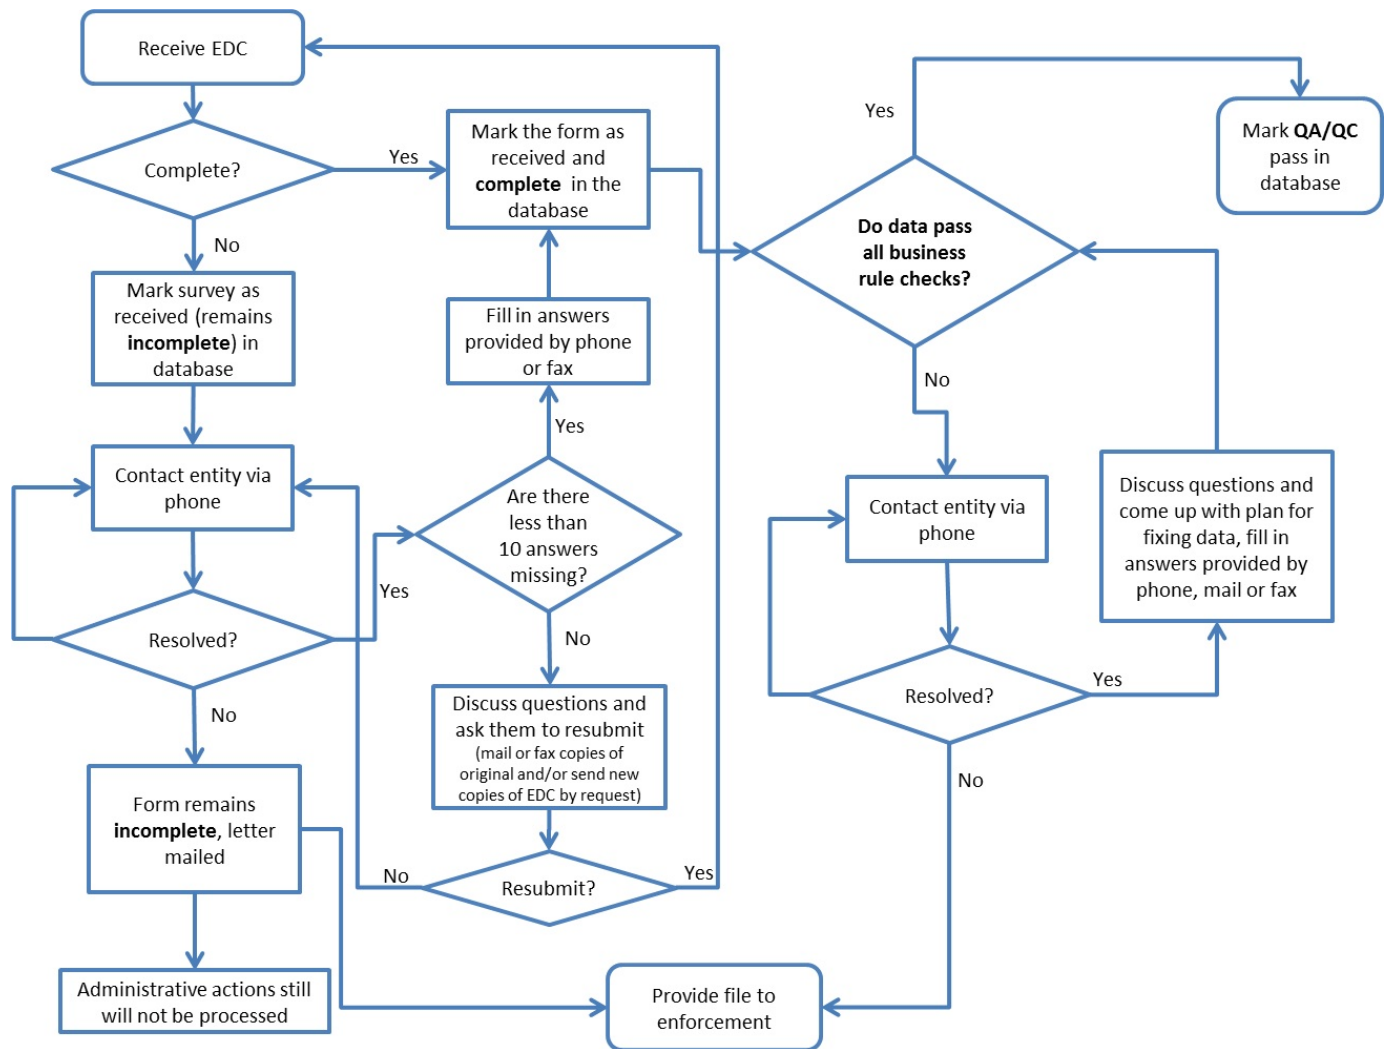 Receive EDC
Complete?
Yes
No
Mark the form as
received and
complete in the
database
Mark survey as
received (remains
incomplete) in
database
Fill in answers
provided by phone
or fax
Yes
Contact entity via
phone
Are there
less than
10 answers
missing?
Yes
Resolved?
No
No
Discuss questions and
ask them to resubmit
(mail or fax copies of
original and/or send new
copies of EDC by request)
Form remains
incomplete, letter
mailed
No
Resubmit?
Yes
Administrative actions still
will not be processed
Provide file to
enforcement
Yes
Mark QA/QC
pass in
database
Do data pass
all business
rule checks?
No
Contact entity via
phone
Discuss questions and
come up with plan for
fixing data, fill in
answers provided by
phone, mail or fax
Resolved?
Yes
No